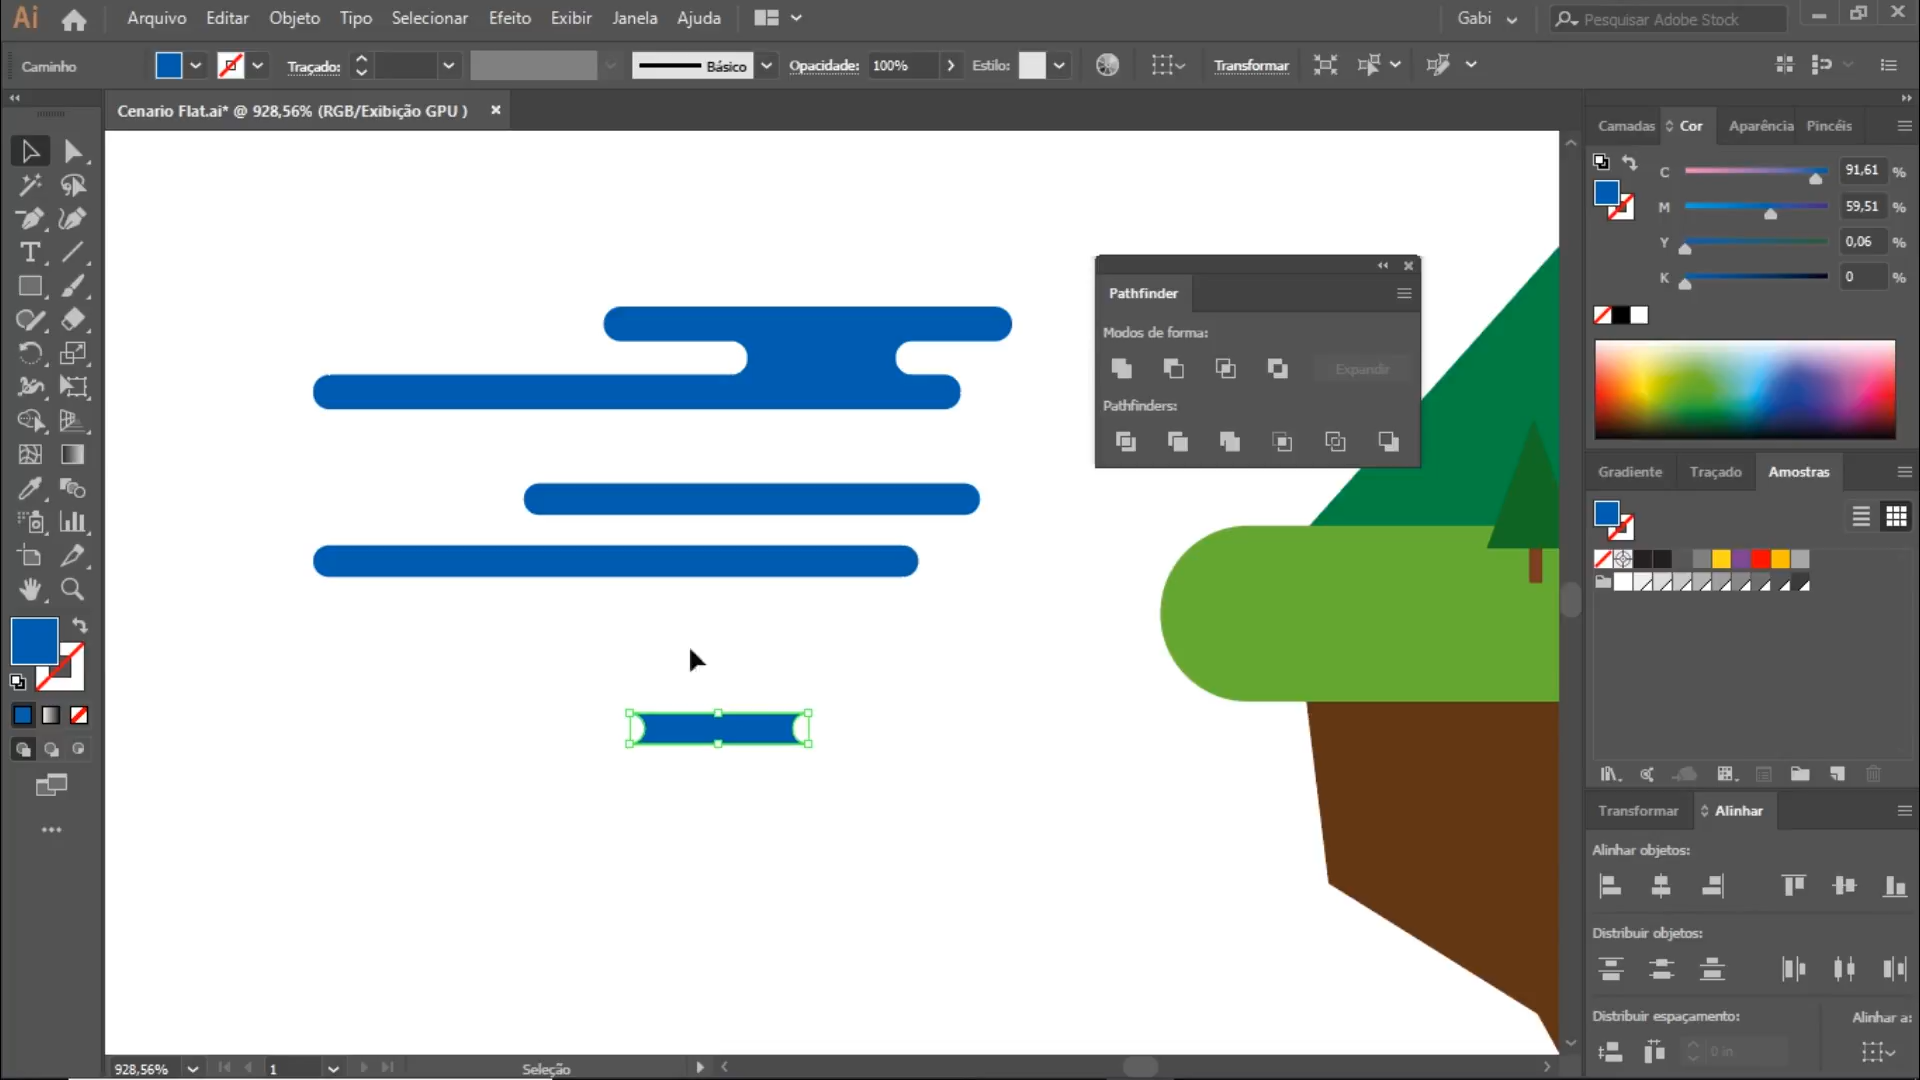 Ai Arquivo Editar Objeto Tipo Selecionar Efeito Exibir Janela Ajuda Gabi Pesquisar Adobe Stock
Caminho Traçado: Básico Opacidade: 100% Estilo: Transformar
Cenario Flat.ai* @ 928,56% (RGB/Exibição GPU )
Camadas Cor Aparência Pincéis
C 91,61 %
M 59,51 %
Y 0,06 %
K 0 %
Pathfinder
Modos de forma:
Expandir
Pathfinders:
Gradiente Traçado Amostras
Transformar Alinhar
Alinhar objetos:
Distribuir objetos:
Distribuir espaçamento: Alinhar a:
0 in
928,56% 1 Seleção